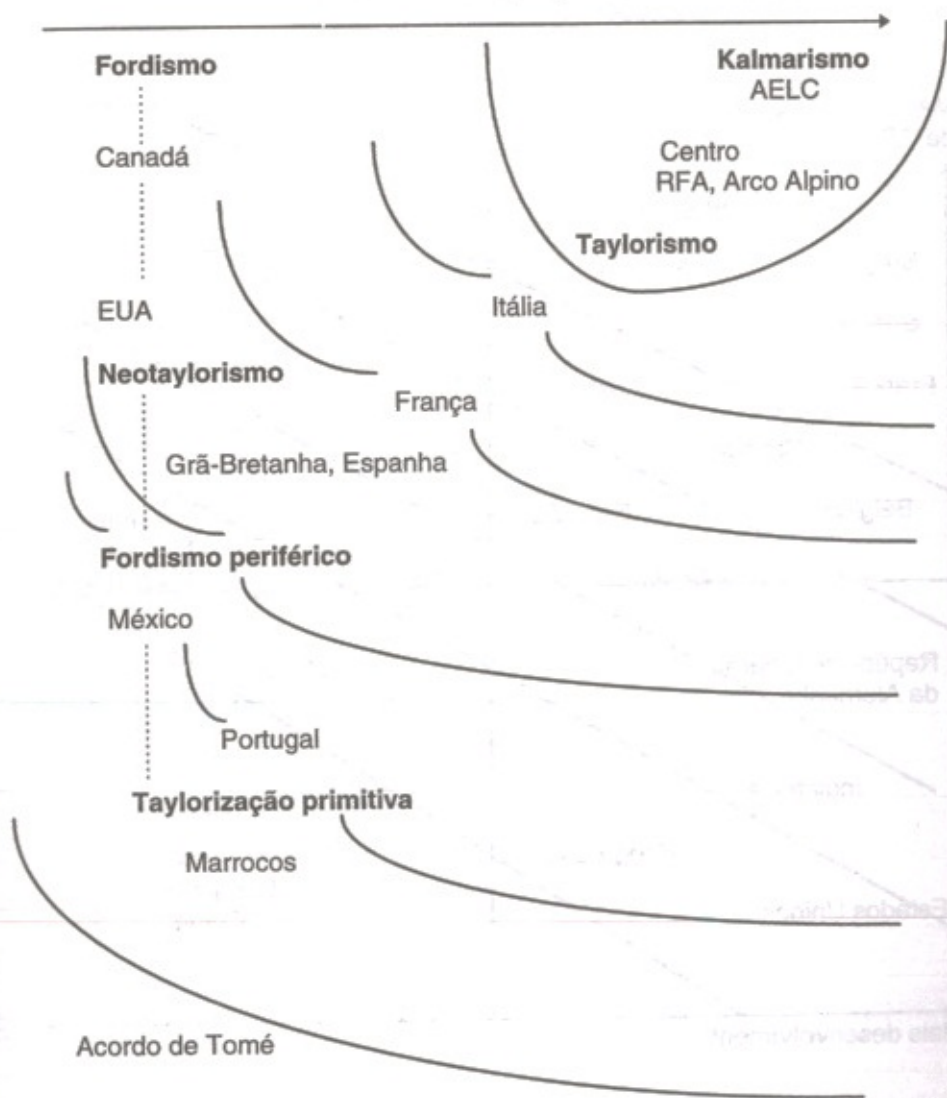 Fordismo
Kalmarismo
AELC
Canadá
Centro
RFA, Arco Alpino
Taylorismo
EUA
Itália
Neotaylorismo
França
Grã-Bretanha, Espanha
Fordismo periférico
México
Portugal
Taylorização primitiva
Marrocos
Acordo de Tomé